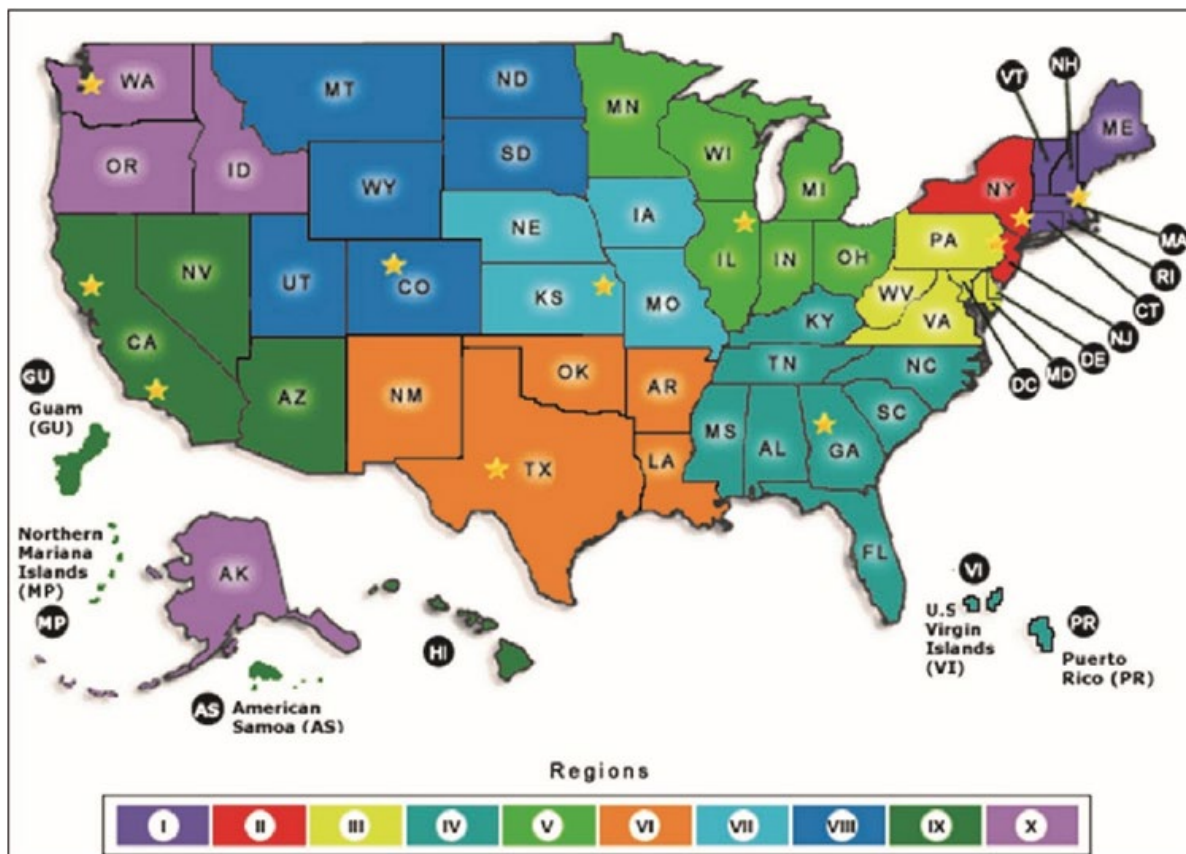 WA
MT
ND
MN
VT
NH
ME
OR
ID
SD
WI
MI
NY
WY
NE
IA
PA
MA
NV
UT
CO
IL
IN
OH
RI
KS
MO
WV
VA
CT
CA
KY
NJ
DE
MD
DC
GU
Guam
(GU)
AZ
NM
OK
AR
TN
NC
SC
MS
AL
GA
TX
LA
FL
Northern
Mariana
Islands
(MP)
MP
AK
HI
AS
American
Samoa (AS)
VI
U.S
Virgin
Islands
(VI)
PR
Puerto
Rico (PR)
Regions
I II III IV V VI VII VIII IX X